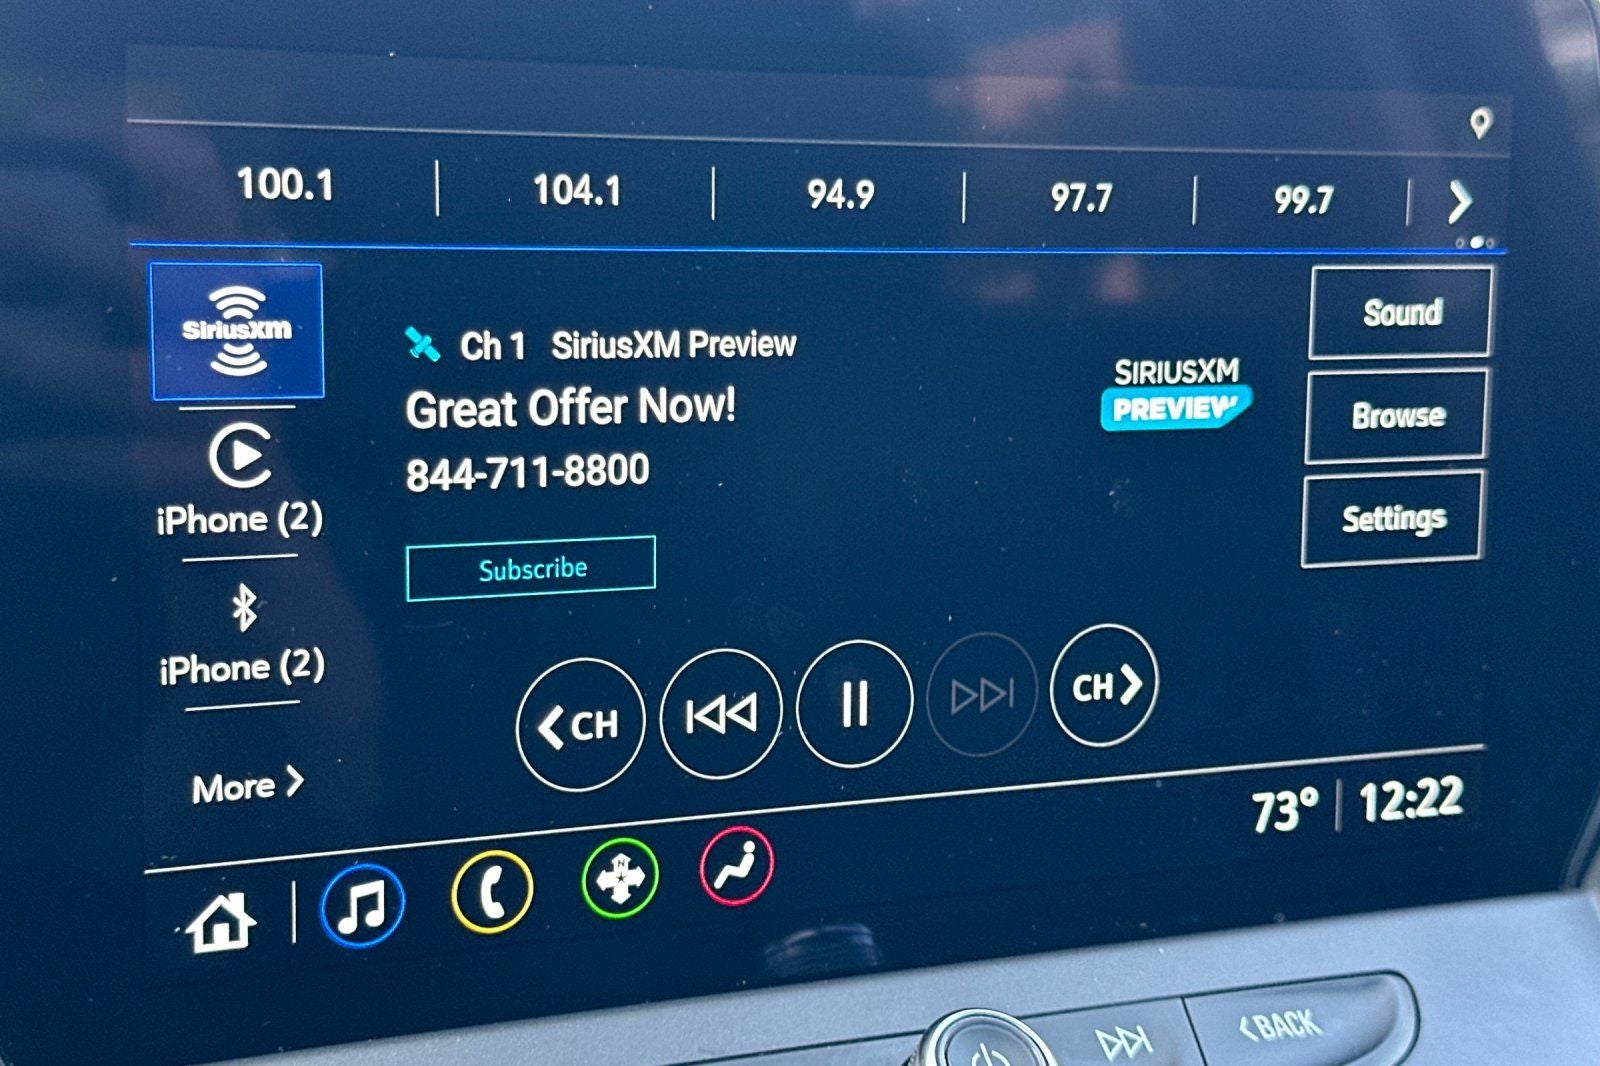 100.1
104.1
94.9
97.7
99.7
SiriusXM
Ch 1 SiriusXM Preview
Great Offer Now!
844-711-8800
Subscribe
SIRIUSXM
PREVIEW
Sound
Browse
Settings
iPhone (2)
iPhone (2)
More
CH
CH
73° 12:22
N
BACK